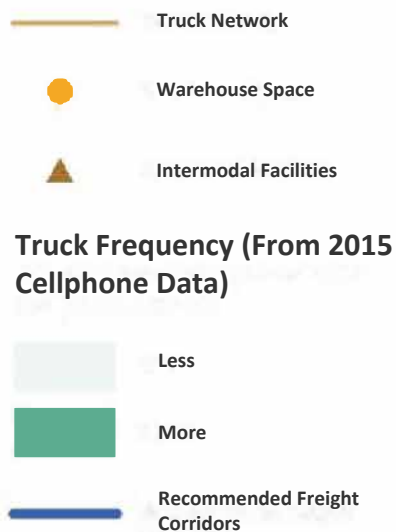 Truck Network
Warehouse Space
Intermodal Facilities
Truck Frequency (From 2015
Cellphone Data)
Less
More
Recommended Freight
Corridors